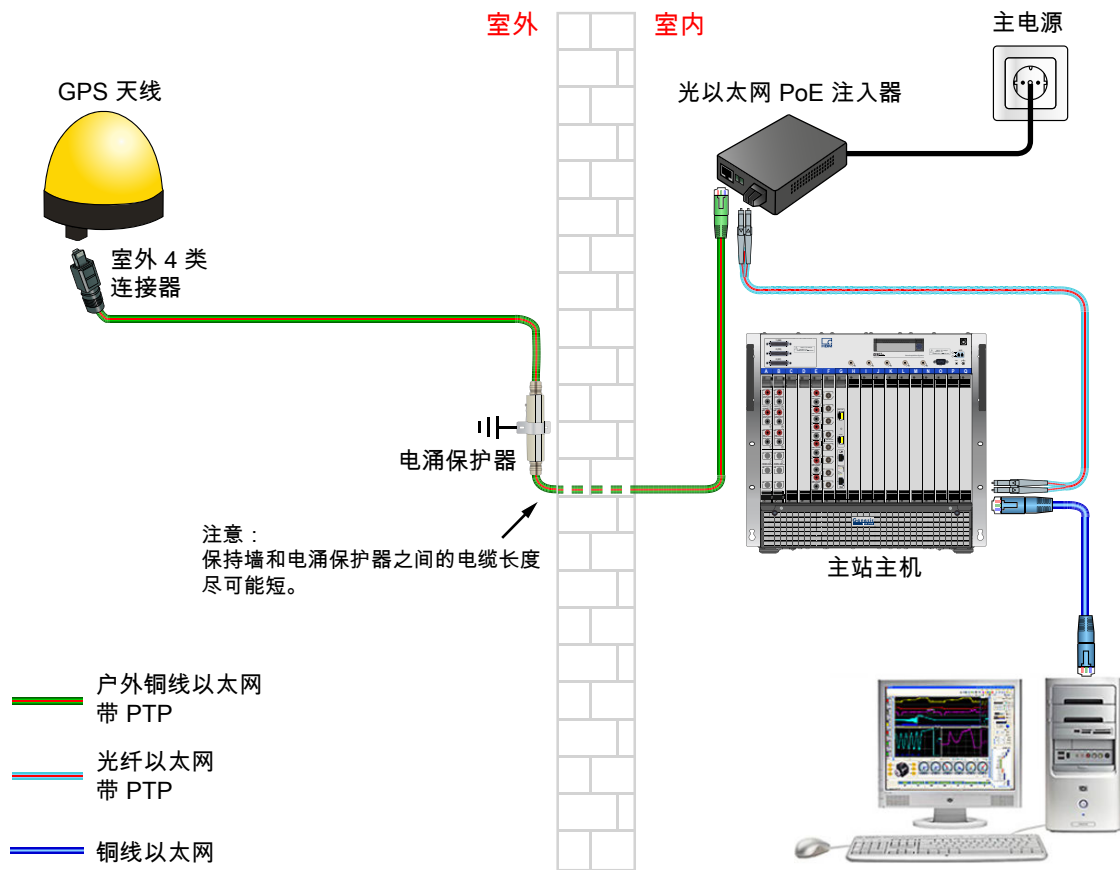 室外
室内
主电源
GPS 天线
光以太网 PoE 注入器
室外 4 类
连接器
A B C D E F G H I J K L M N O P Q
电涌保护器
注意：
保持墙和电涌保护器之间的电缆长度
尽可能短。
Genesis
主站主机
户外铜线以太网
带 PTP
光纤以太网
带 PTP
铜线以太网